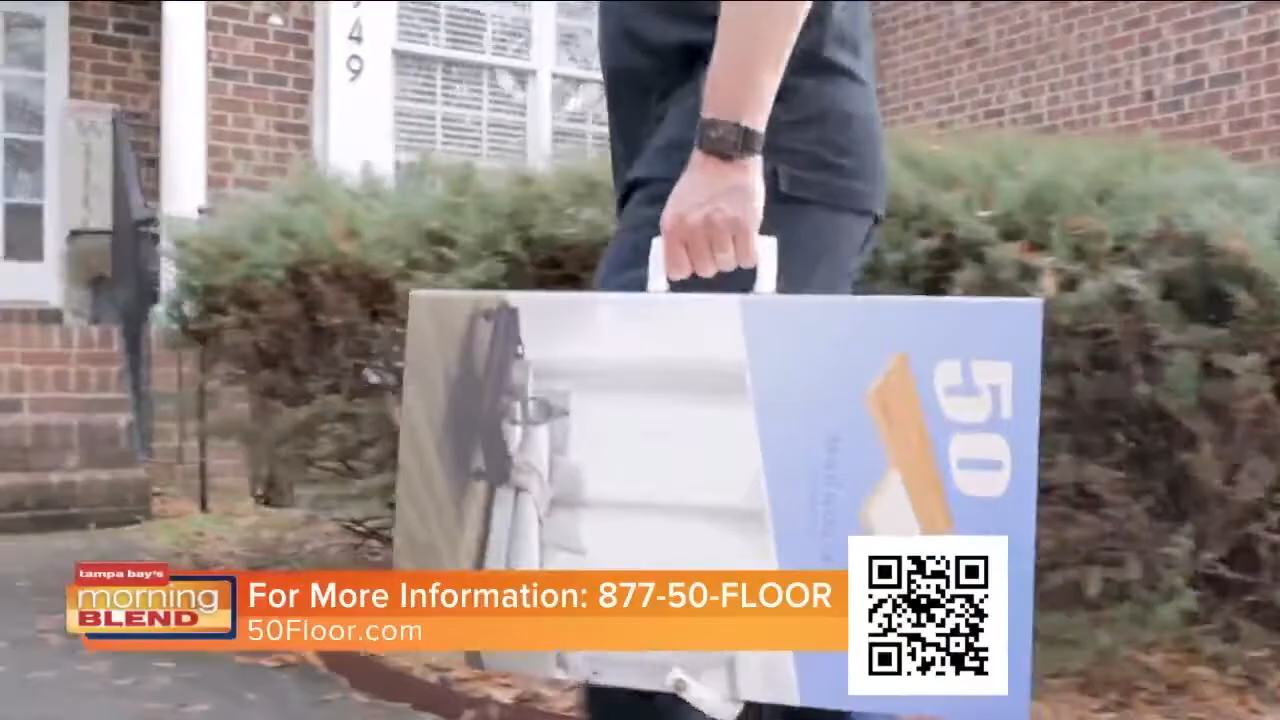 949
50
tampa bay's
morning
BLEND
For More Information: 877-50-FLOOR
50Floor.com